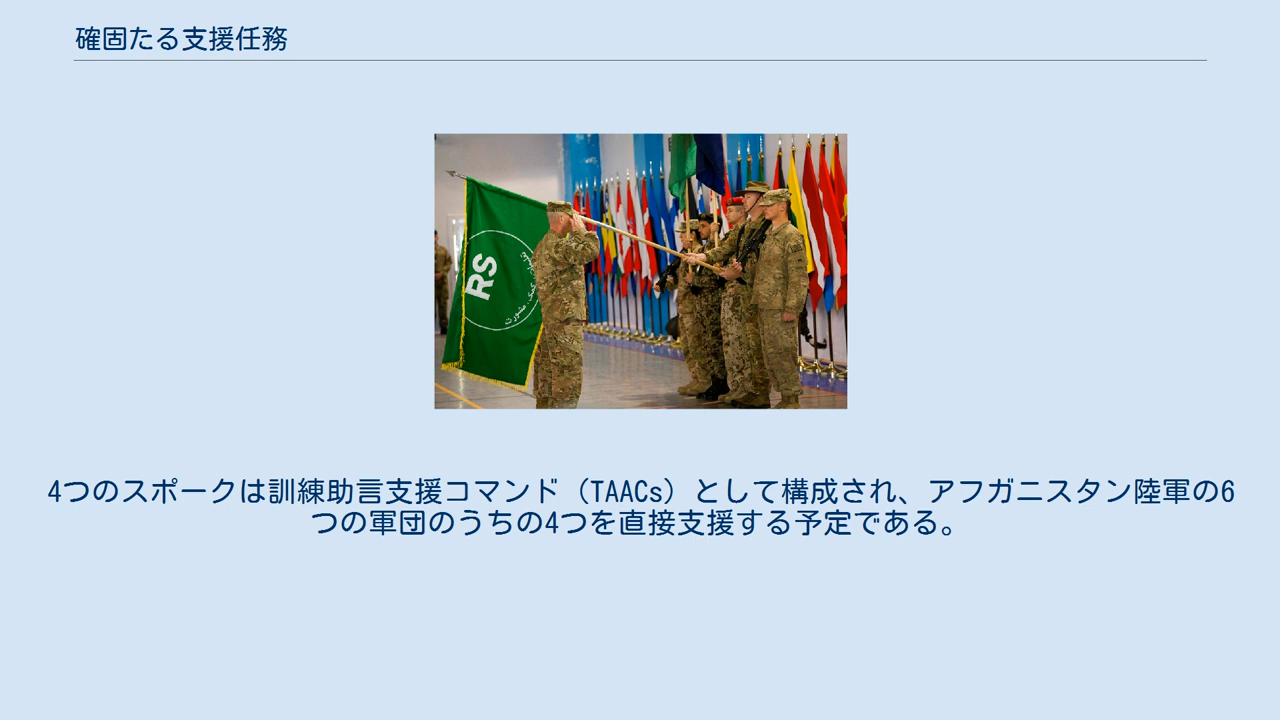 確固たる支援任務
RS
4つのスポークは訓練助言支援コマンド（TAACs）として構成され、アフガニスタン陸軍の6
つの軍団のうちの4つを直接支援する予定である。